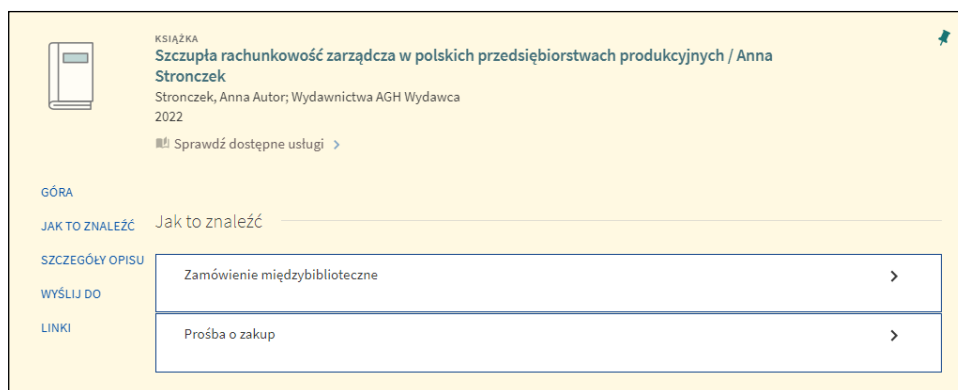 KSIĄŻKA
Szczupła rachunkowość zarządcza w polskich przedsiębiorstwach produkcyjnych / Anna
Stronczek
Stronczek, Anna Autor; Wydawnictwa AGH Wydawca
2022
Sprawdź dostępne usługi
GÓRA
JAK TO ZNALEŹĆ
SZCZEGÓŁY OPISU
WYŚLIJ DO
LINKI
Jak to znaleźć
Zamówienie międzybiblioteczne
Prośba o zakup